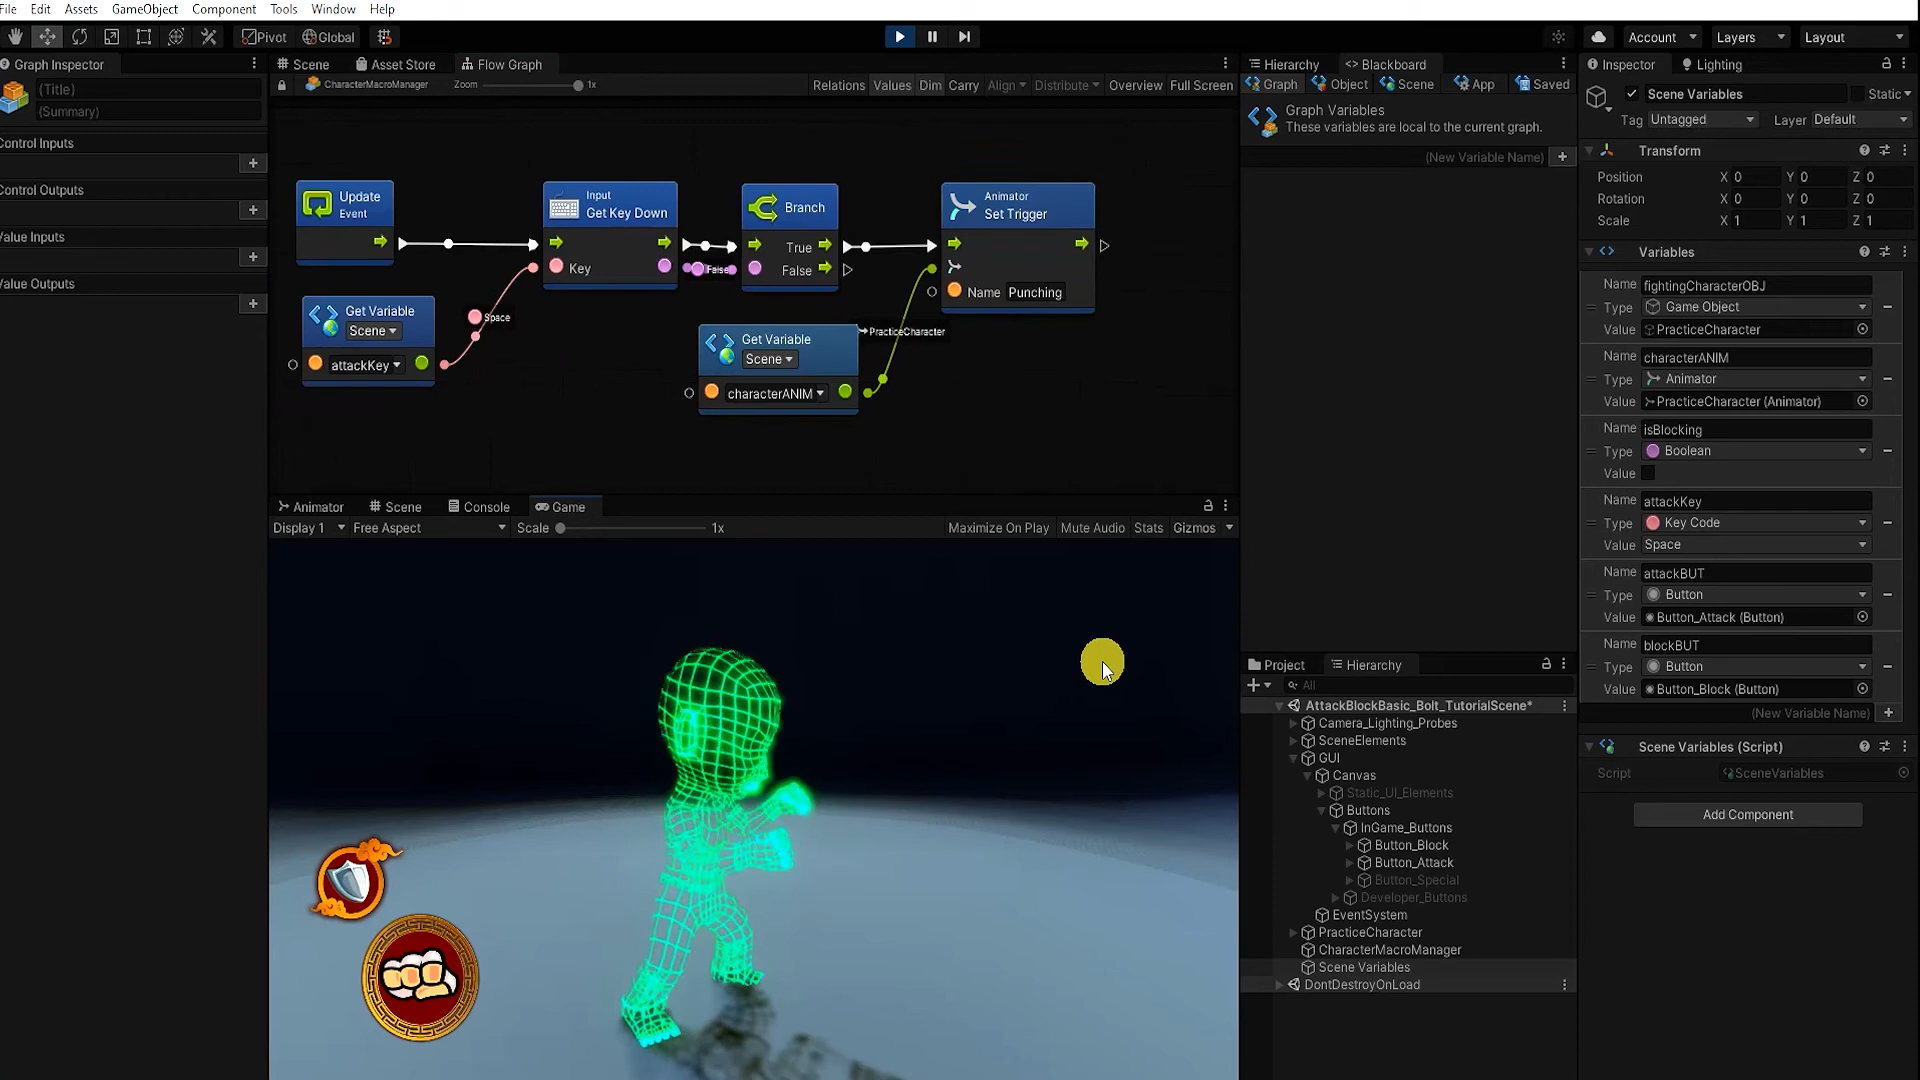 File Edit Assets GameObject Component Tools Window Help
Pivot Global
Account Layers Layout
Graph Inspector
(Title)
(Summary)
Control Inputs
Control Outputs
Value Inputs
Value Outputs
Scene Asset Store Flow Graph
CharacterMacroManager Zoom 1x Relations Values Dim Carry Align Distribute Overview Full Screen
Update
Event
Input
Get Key Down
Key
Branch
True
False
False
Animator
Set Trigger
Name Punching
Get Variable
Scene
attackKey
Space
Get Variable
Scene
characterANIM
PracticeCharacter
Animator Scene Console Game
Display 1 Free Aspect Scale 1x Maximize On Play Mute Audio Stats Gizmos
Hierarchy <> Blackboard
Graph Object Scene App Saved
Graph Variables
These variables are local to the current graph.
(New Variable Name)
Project Hierarchy
All
AttackBlockBasic_Bolt_TutorialScene*
Camera_Lighting_Probes
SceneElements
GUI
Canvas
Static_UI_Elements
Buttons
InGame_Buttons
Button_Block
Button_Attack
Button_Special
Developer_Buttons
EventSystem
PracticeCharacter
CharacterMacroManager
Scene Variables
DontDestroyOnLoad
Inspector Lighting
Scene Variables Static
Tag Untagged Layer Default
Transform
Position X 0 Y 0 Z 0
Rotation X 0 Y 0 Z 0
Scale X 1 Y 1 Z 1
Variables
Name fightingCharacterOBJ
Type Game Object
Value PracticeCharacter
Name characterANIM
Type Animator
Value PracticeCharacter (Animator)
Name isBlocking
Type Boolean
Value
Name attackKey
Type Key Code
Value Space
Name attackBUT
Type Button
Value Button_Attack (Button)
Name blockBUT
Type Button
Value Button_Block (Button)
(New Variable Name)
Scene Variables (Script)
Script SceneVariables
Add Component